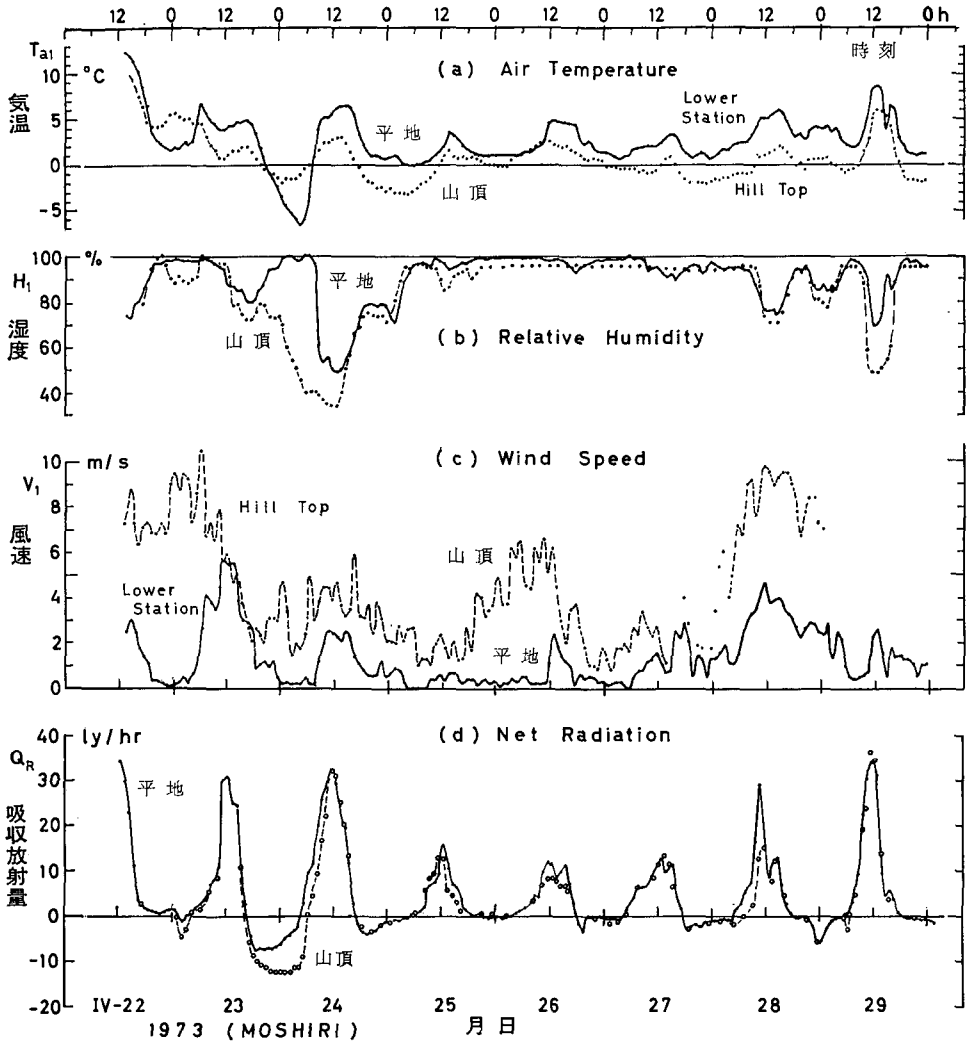 12 0 12 0 12 0 12 0 12 0 12 0 12 0 12 0h
Ta1 °C (a) Air Temperature 時刻
気温
10
5
0
-5
平地
Lower Station
山頂
Hill Top
100 %
H1
湿度
80
60
40
平地
山頂
(b) Relative Humidity
10 m/s (c) Wind Speed
V1
風速
8
6
4
2
0
Hill Top
山頂
Lower Station
平地
40 ly/hr (d) Net Radiation
QR
吸収放射量
30
20
10
0
-10
-20
平地
山頂
IV-22 23 24 25 26 27 28 29
1973 (MOSHIRI) 月日